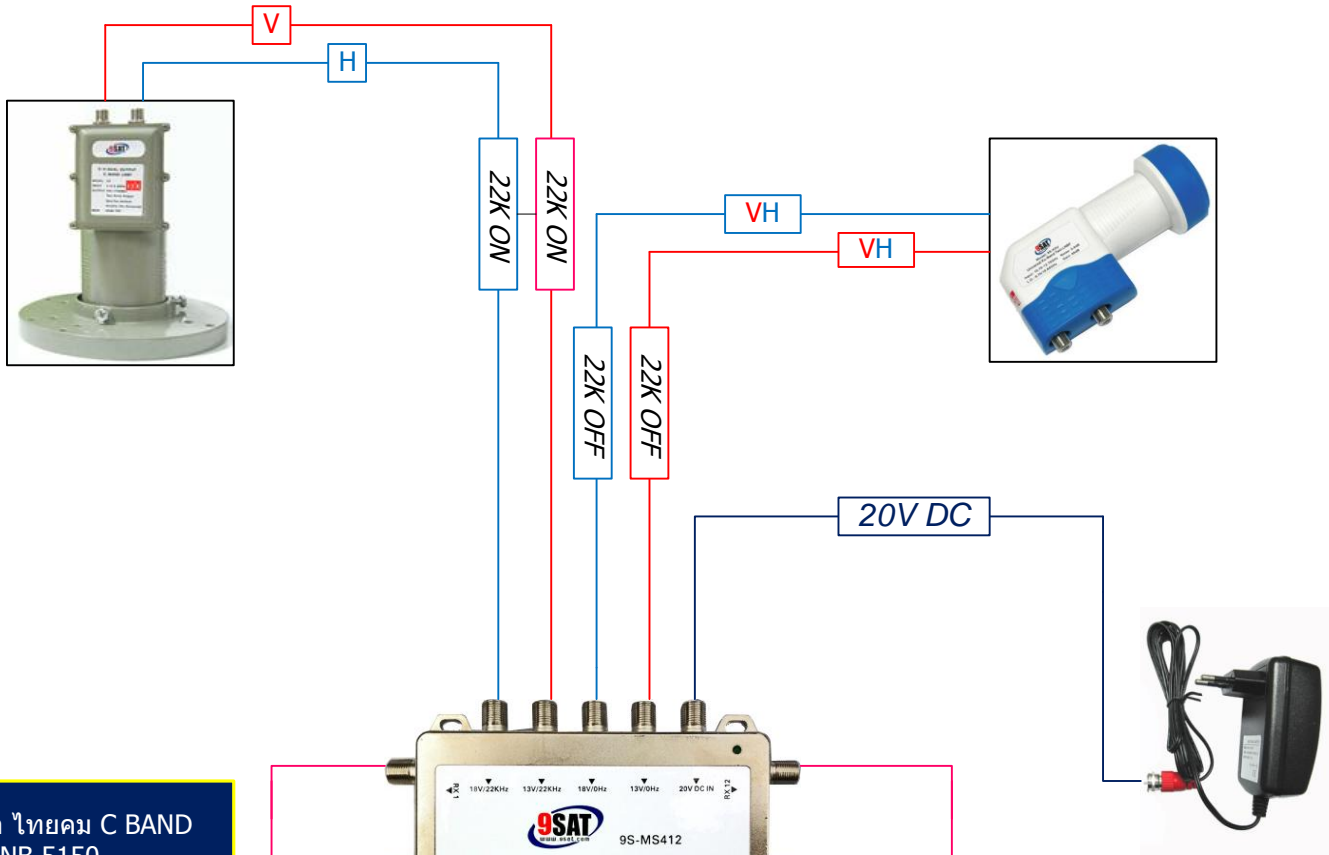 V
H
22K ON
22K ON
VH
VH
22K OFF
22K OFF
20V DC
9SAT
9SAT
RX 1
18V/22KHz
13V/22KHz
18V/0Hz
13V/0Hz
20V DC IN
RX 12
9SAT
www.9sat.com
9S-MS412
ไทยคม C BAND
5150